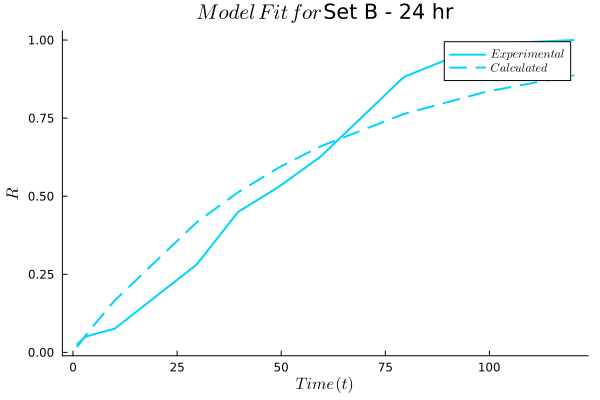 Model Fit for Set B - 24 hr
1.00
Experimental
Calculated
0.75
0.50
R
0.25
0.00
0 25 50 75 100
Time(t)